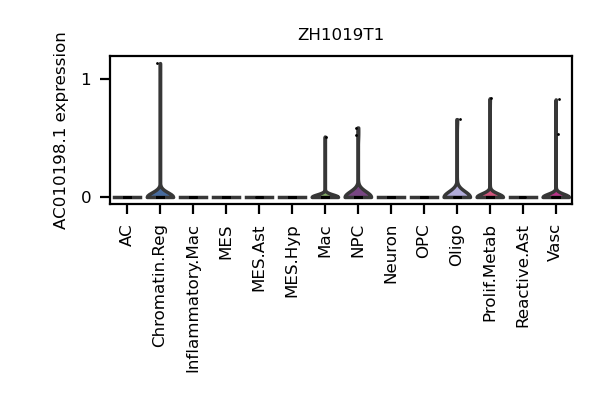 ZH1019T1
AC010198.1 expression
1
0
AC
Chromatin.Reg
Inflammatory.Mac
MES
MES.Ast
MES.Hyp
Mac
NPC
Neuron
OPC
Oligo
Prolif.Metab
Reactive.Ast
Vasc